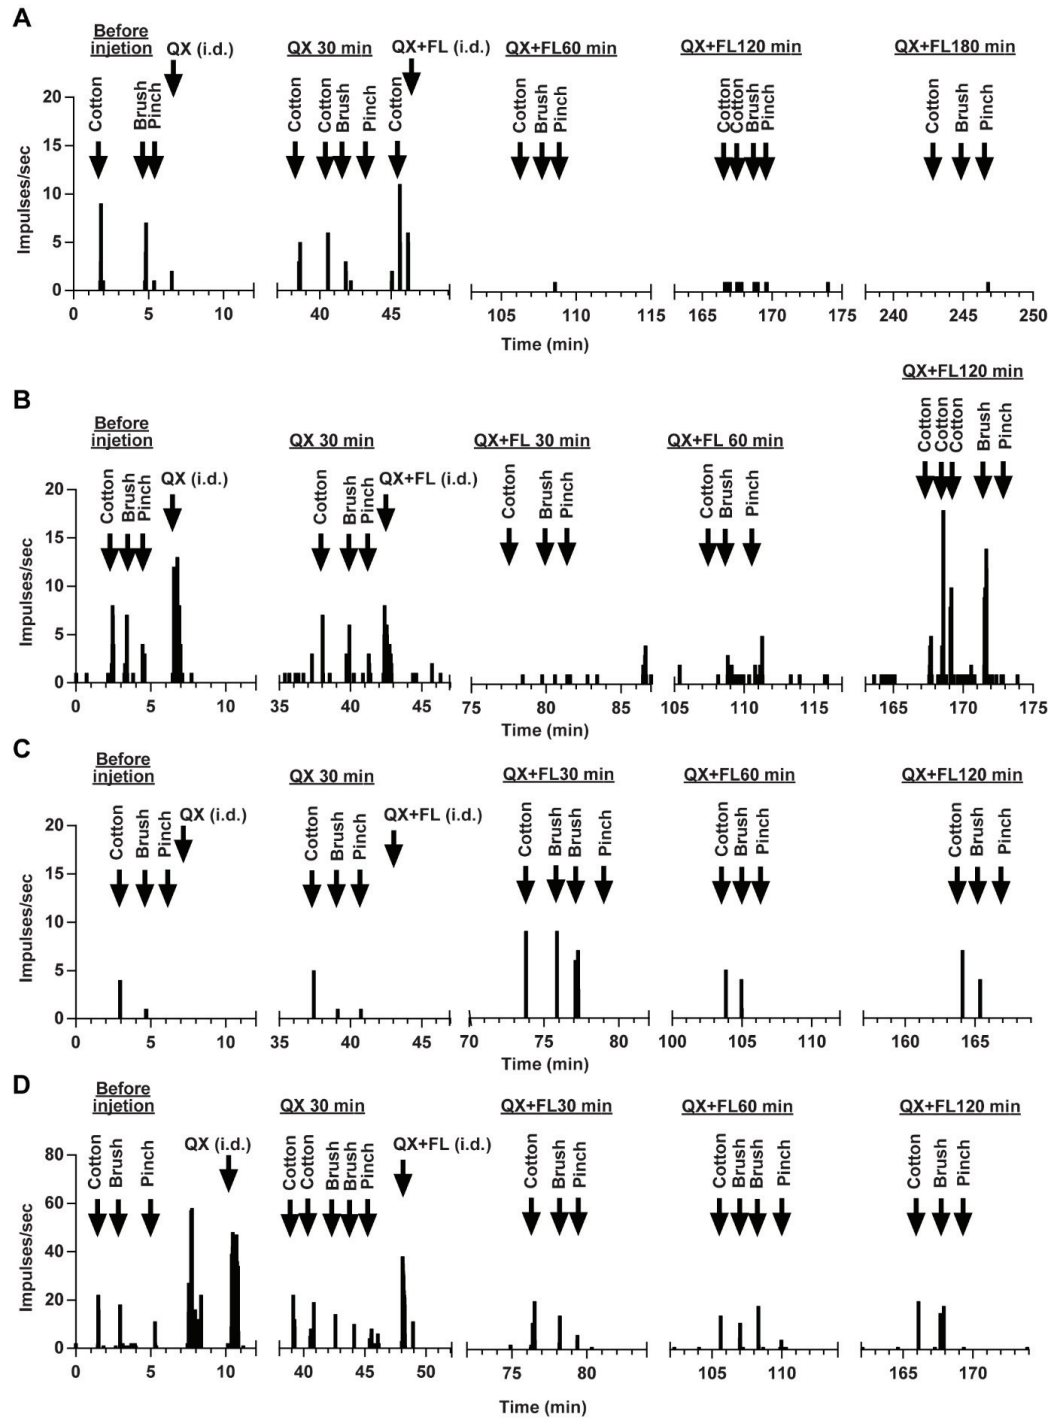 A
Before
injetion
QX (i.d.)
QX 30 min
QX+FL (i.d.)
QX+FL60 min
QX+FL120 min
QX+FL180 min
Cotton
Brush
Pinch
Cotton
Cotton
Brush
Pinch
Cotton
Cotton
Brush
Pinch
Cotton
Cotton
Brush
Pinch
Cotton
Brush
Pinch
Impulses/sec
20
15
10
5
0
0 5 10
40 45
105 110 115
165 170 175
240 245 250
Time (min)
B
Before
injetion
QX (i.d.)
QX 30 min
QX+FL (i.d.)
QX+FL 30 min
QX+FL 60 min
QX+FL120 min
Cotton
Brush
Pinch
Cotton
Brush
Pinch
Cotton
Brush
Pinch
Cotton
Brush
Pinch
Cotton
Cotton
Cotton
Brush
Pinch
Impulses/sec
20
15
10
5
0
0 5 10
35 40 45
75 80 85
105 110 115
165 170 175
Time (min)
C
Before
injetion
QX (i.d.)
QX 30 min
QX+FL (i.d.)
QX+FL30 min
QX+FL60 min
QX+FL120 min
Cotton
Brush
Pinch
Cotton
Brush
Pinch
Cotton
Brush
Brush
Pinch
Cotton
Brush
Pinch
Cotton
Brush
Pinch
Impulses/sec
20
15
10
5
0
0 5 10
35 40 45
70 75 80
100 105 110
160 165
Time (min)
D
Before
injetion
QX (i.d.)
QX 30 min
QX+FL (i.d.)
QX+FL30 min
QX+FL60 min
QX+FL120 min
Cotton
Brush
Pinch
Cotton
Cotton
Brush
Brush
Pinch
Cotton
Brush
Pinch
Cotton
Brush
Brush
Pinch
Cotton
Brush
Pinch
Impulses/sec
80
60
40
20
0
0 5 10
40 50
75 80
105 110
165 170
Time (min)